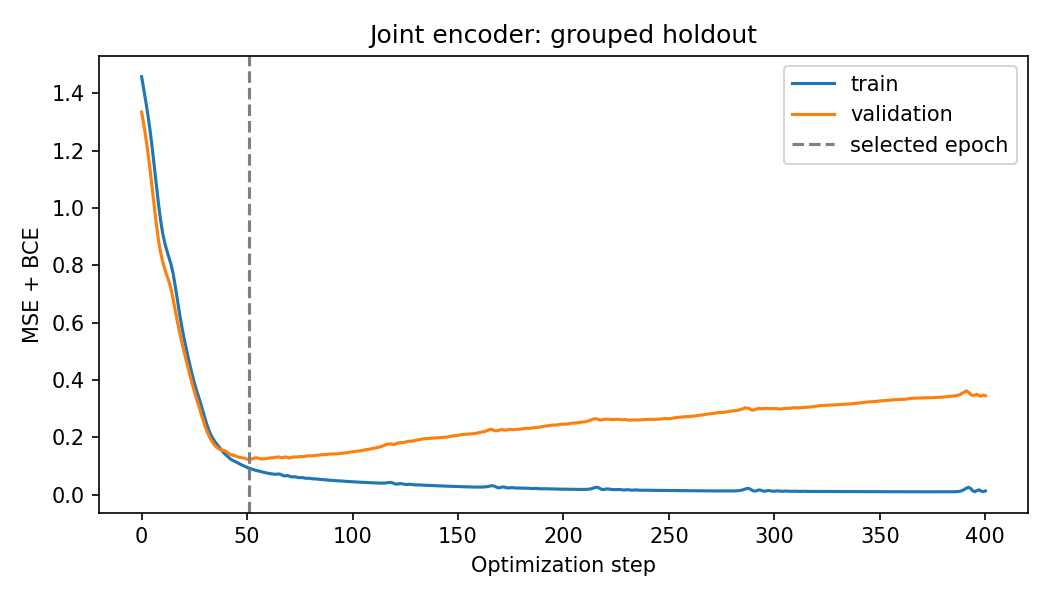 Joint encoder: grouped holdout
train
validation
selected epoch
MSE + BCE
1.4
1.2
1.0
0.8
0.6
0.4
0.2
0.0
0 50 100 150 200 250 300 350 400
Optimization step